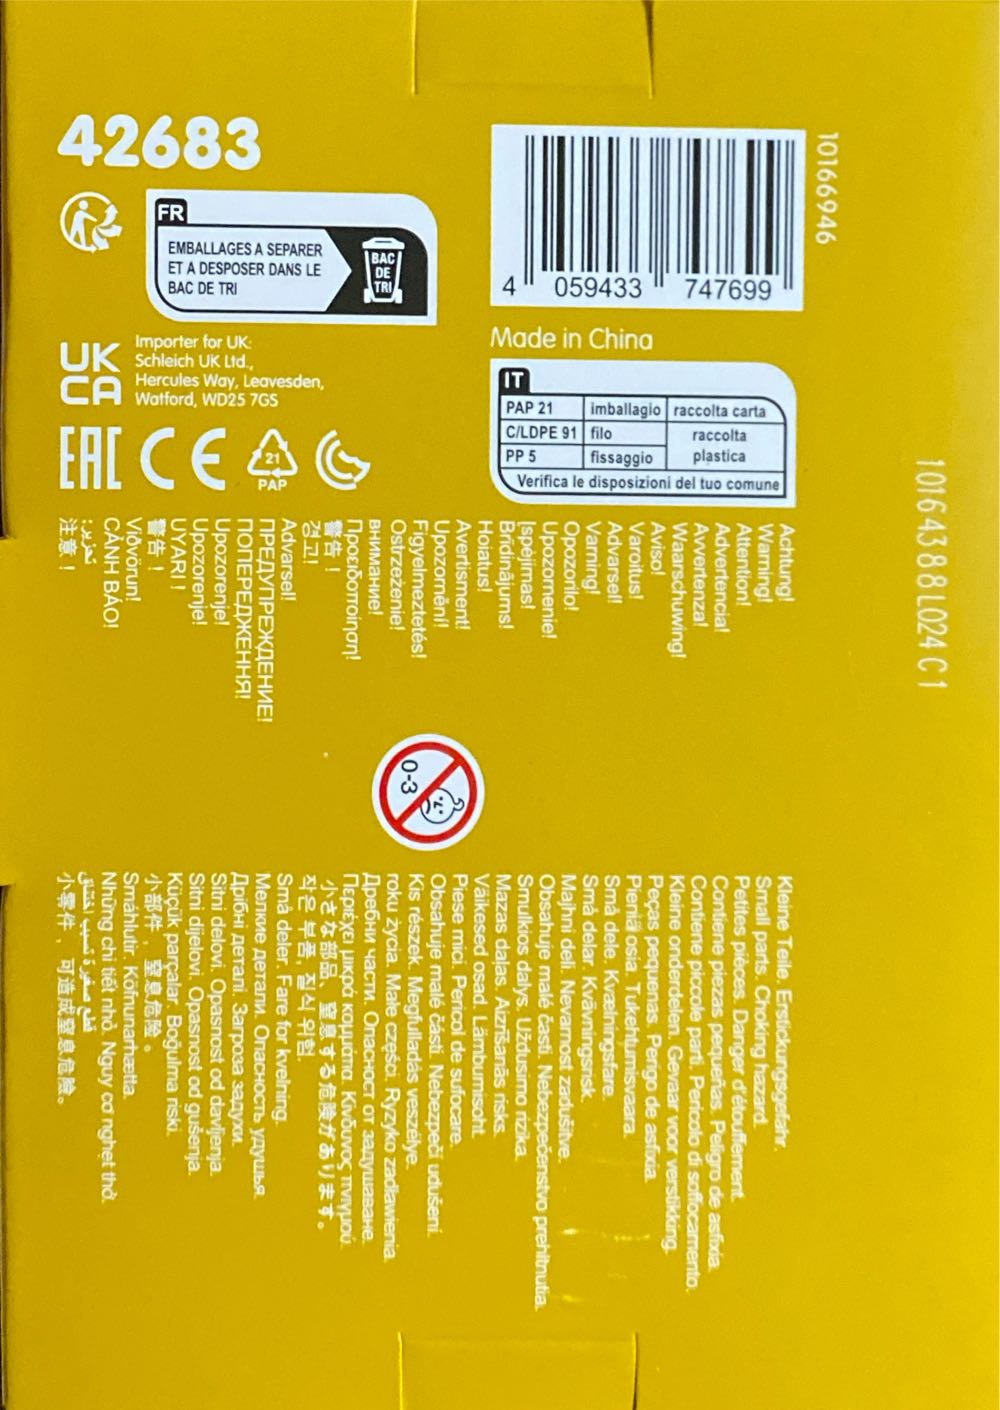 42683
FR
EMBALLAGES A SEPARER
ET A DESPOSER DANS LE
BAC DE TRI
BAC
DE
TRI
10166946
4 059433 747699
Importer for UK:
Schleich UK Ltd.,
Hercules Way, Leavesden,
Watford, WD25 7GS
UK
CA
EAC CE
21
PAP
Made in China
IT
PAP 21 imballagio raccolta carta
C/LDPE 91 filo raccolta
PP 5 fissaggio plastica
Verifica le disposizioni del tuo comune
10164388L024 C1
Achtung!
Warning!
Attention!
Advertencia!
Avvertenza!
Waarschuwing!
Aviso!
Varoitus!
Advarsel!
Varning!
Opozorilo!
Upozornenie!
Įspėjimas!
Brīdinājums!
Hoiatus!
Avertisment!
Upozornění!
Figyelmeztetés!
Ostrzeżenie!
внимание!
Προειδοποίηση!
警告！
경고!
Advarsel!
ПРЕДУПРЕЖДЕНИЕ!
ПОПЕРЕДЖЕННЯ!
Upozorenje!
Upozorenje!
UYARI !
警告！
Viðvörun!
CẢNH BÁO!
تحذير:
注意！
0-3
Kleine Teile. Erstickungsgefahr.
Small parts. Choking hazard.
Petites pièces. Danger d'étouffement.
Contiene piezas pequeñas. Peligro de asfixia.
Contiene piccole parti. Pericolo di soffocamento.
Kleine onderdelen. Gevaar voor verstikking.
Peças pequenas. Perigo de asfixia.
Pieniä osia. Tukehtumisvaara.
Små dele. Kvælningsfare.
Små delar. Kvävningsrisk.
Majhni deli. Nevarnost zadušitve.
Obsahuje malé časti. Nebezpečenstvo prehltnutia.
Smulkios dalys. Uždusimo rizika.
Mazas daļas. Aizrīšanās risks.
Väikesed osad. Lämbumisoht.
Piese mici. Pericol de sufocare.
Obsahuje malé části. Nebezpečí udušení.
Kis részek. Megfulladás veszélye.
roku życia. Małe części. Ryzyko zadławienia.
Дребни части. Опасност от задушаване.
Περιέχει μικρά κομμάτια. Κίνδυνος πνιγμού.
小さな部品、窒息する危険があります。
작은 부품, 질식 위험.
Små deler. Fare for kvelning.
Мелкие детали. Опасность удушья.
Дрібні деталі. Загроза задухи.
Sitni delovi. Opasnost od davljenja.
Sitni dijelovi. Opasnost od gušenja.
Küçük parçalar. Boğulma riski.
小部件，窒息危险。
Smáhlutir. Köfnunarhætta.
Những chi tiết nhỏ. Nguy cơ nghẹt thở.
قطع صغيرة تسبب اختناق
小零件，可造成窒息危險。